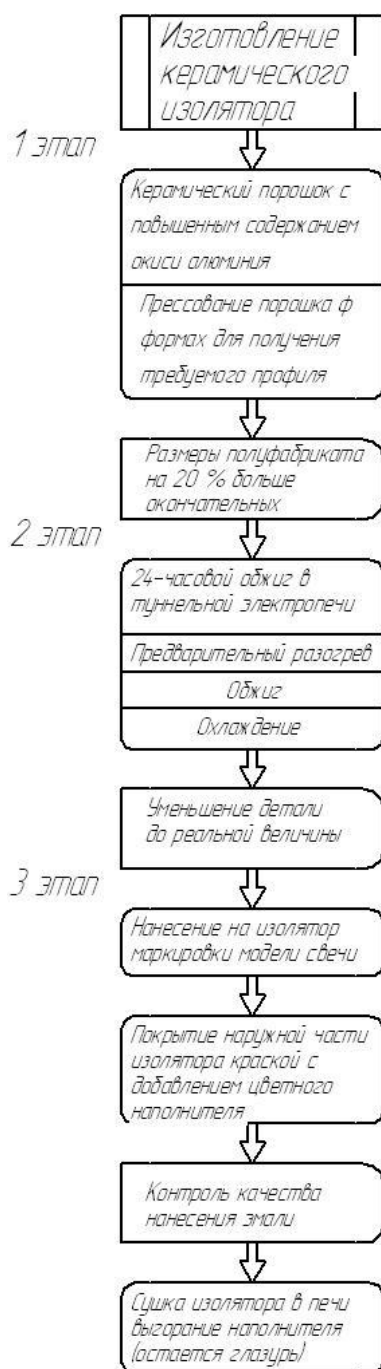 Изготовление
керамического
изолятора
1 этап
Керамический порошок с
повышенным содержанием
окиси алюминия
Прессование порошка ф
формах для получения
требуемого профиля
Размеры полуфабриката
на 20 % больше
окончательных
2 этап
24-часовой обжиг в
туннельной электропечи
Предварительный разогрев
Обжиг
Охлаждение
Уменьшение детали
до реальной величины
3 этап
Нанесение на изолятор
маркировки модели свечи
Покрытие наружной части
изолятора краской с
добавлением цветного
наполнителя
Контроль качества
нанесения эмали
Сушка изолятора в печи
выгорание наполнителя
(остается глазурь)